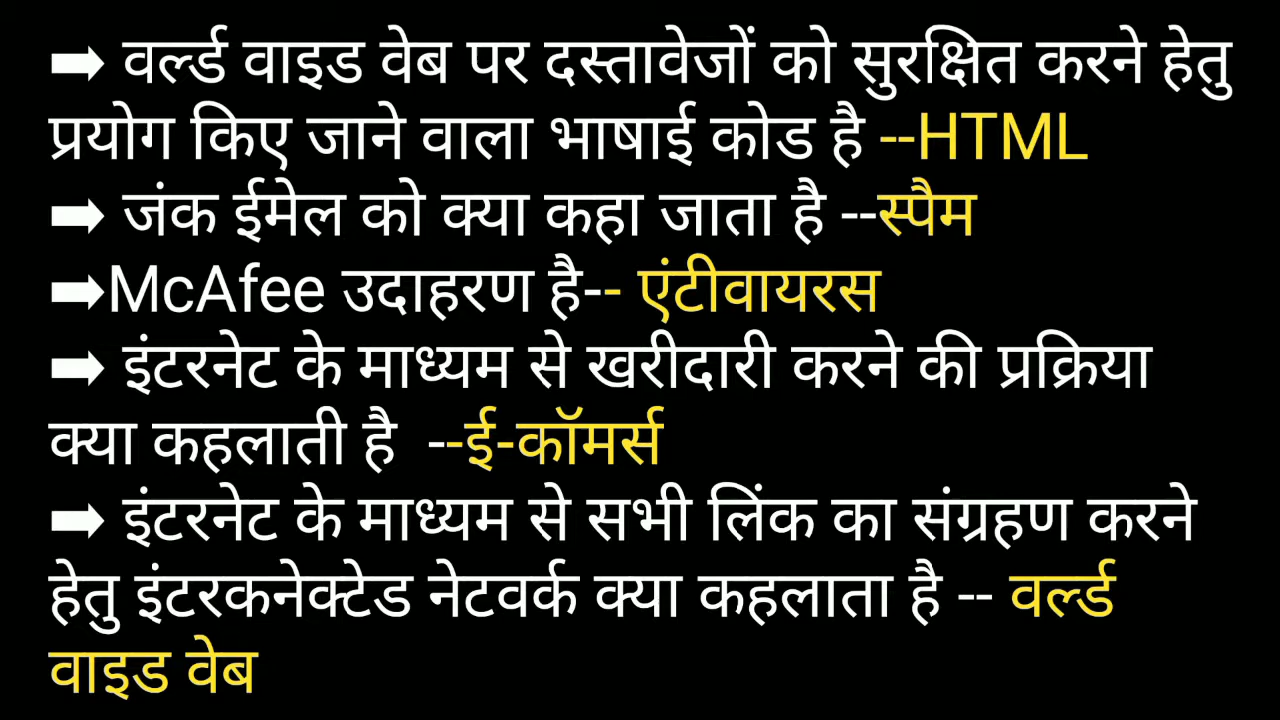 ➡ वर्ल्ड वाइड वेब पर दस्तावेजों को सुरक्षित करने हेतु
प्रयोग किए जाने वाला भाषाई कोड है --HTML
➡ जंक ईमेल को क्या कहा जाता है --स्पैम
➡McAfee उदाहरण है-- एंटीवायरस
➡ इंटरनेट के माध्यम से खरीदारी करने की प्रक्रिया
क्या कहलाती है --ई-कॉमर्स
➡ इंटरनेट के माध्यम से सभी लिंक का संग्रहण करने
हेतु इंटरकनेक्टेड नेटवर्क क्या कहलाता है -- वर्ल्ड
वाइड वेब